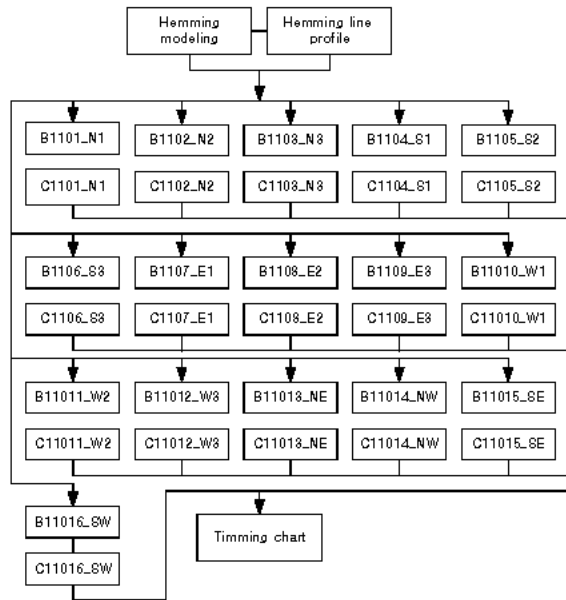 Hemming modeling
Hemming line profile
B1101_N1
B1102_N2
B1103_N3
B1104_S1
B1105_S2
C1101_N1
C1102_N2
C1103_N3
C1104_S1
C1105_S2
B1106_S3
B1107_E1
B1108_E2
B1109_E3
B11010_W1
C1106_S3
C1107_E1
C1108_E2
C1109_E3
C11010_W1
B11011_W2
B11012_W3
B11013_NE
B11014_NW
B11015_SE
C11011_W2
C11012_W3
C11013_NE
C11014_NW
C11015_SE
B11016_SW
C11016_SW
Timming chart